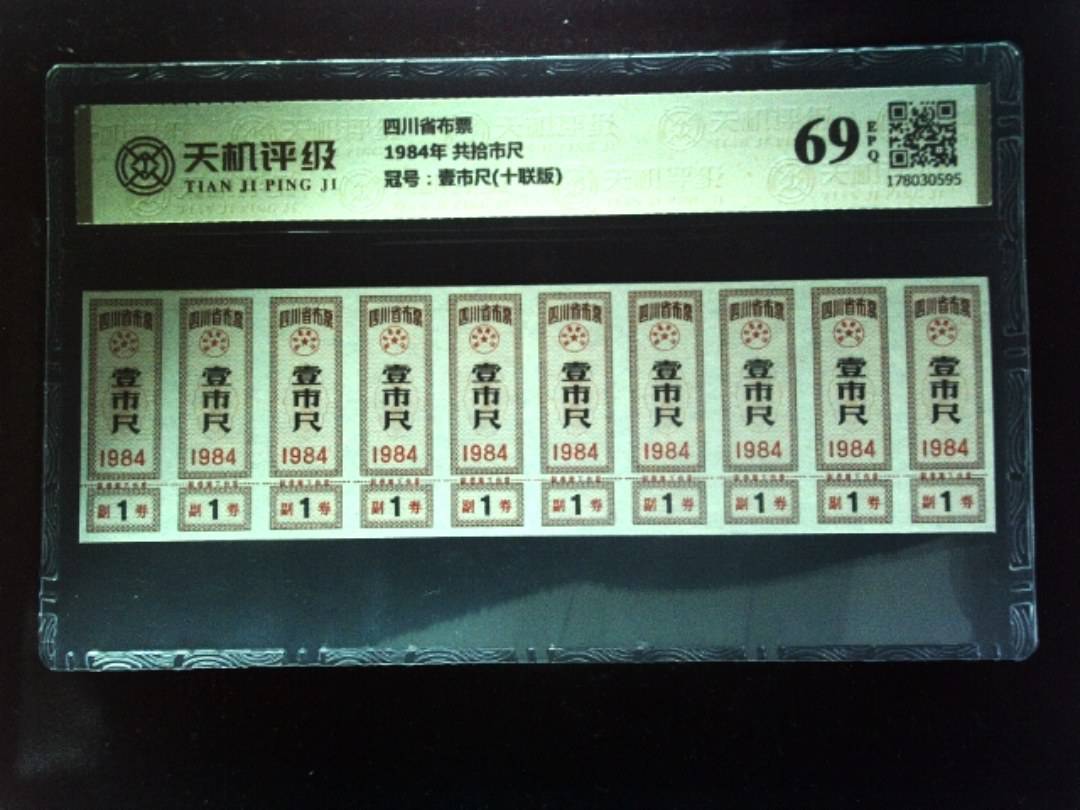 天机评级
TIAN JI PING JI
四川省布票
1984年 共拾市尺
冠号：壹市尺(十联版)
69
EPQ
178030595
四川省布票 四川省布票 四川省布票 四川省布票 四川省布票 四川省布票 四川省布票 四川省布票 四川省布票 四川省布票
壹市尺 壹市尺 壹市尺 壹市尺 壹市尺 壹市尺 壹市尺 壹市尺 壹市尺 壹市尺
1984 1984 1984 1984 1984 1984 1984 1984 1984 1984
副1券 副1券 副1券 副1券 副1券 副1券 副1券 副1券 副1券 副1券